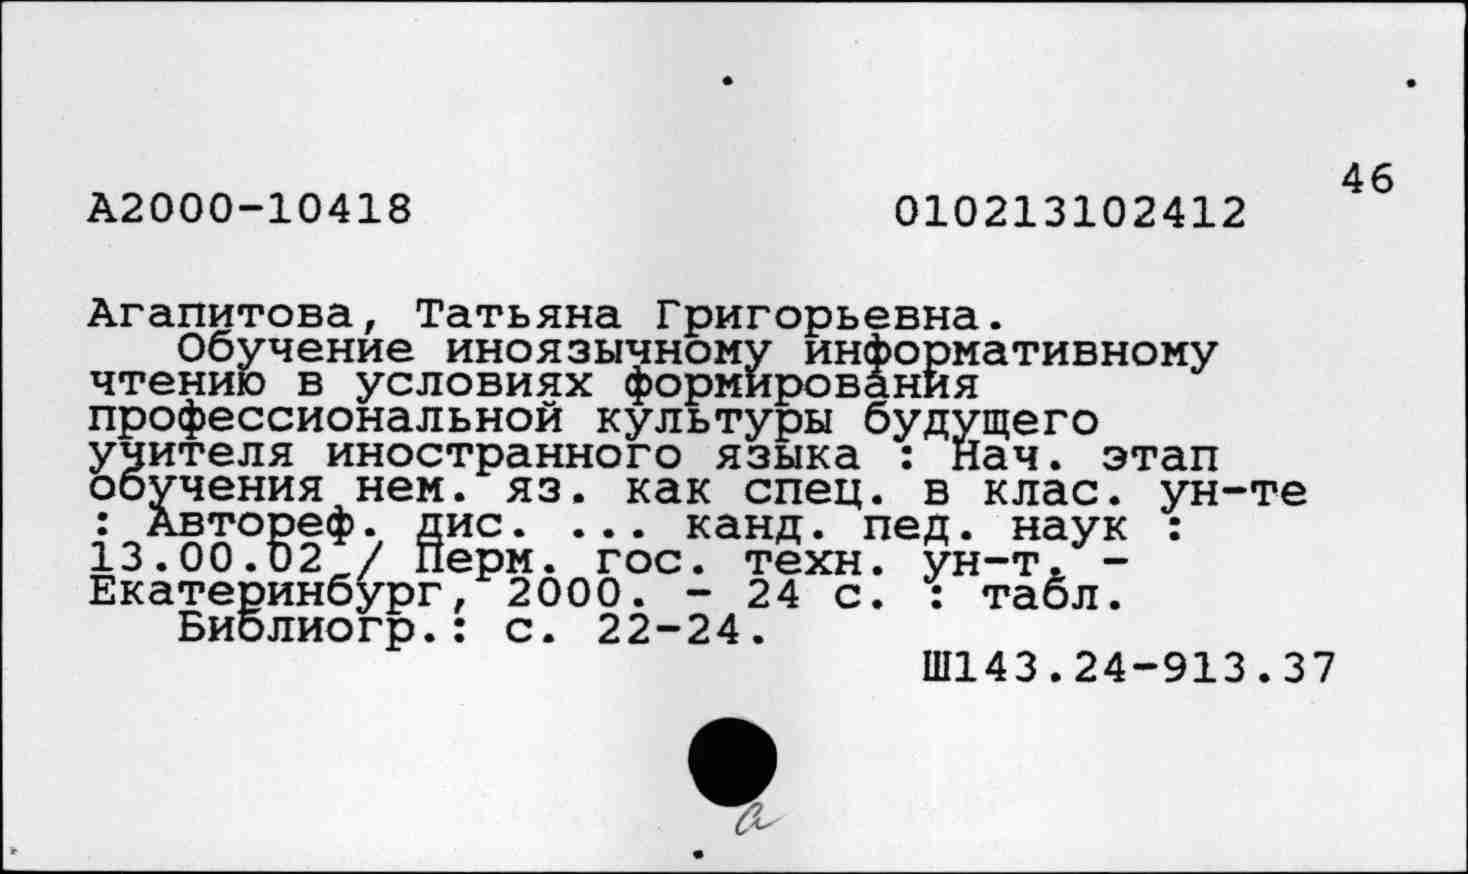 46
А2000-10418 010213102412
Агапитова, Татьяна Григорьевна.
Обучение иноязычному информативному
чтению в условиях формирования
профессиональной культуры будущего
учителя иностранного языка : Нач. этап
обучения нем. яз. как спец. в клас. ун-те
: Автореф. дис. ... канд. пед. наук :
13.00.02 / Перм. гос. техн. ун-т. -
Екатеринбург, 2000. - 24 с. : табл.
Библиогр.: с. 22-24.
Ш143.24-913.37
а